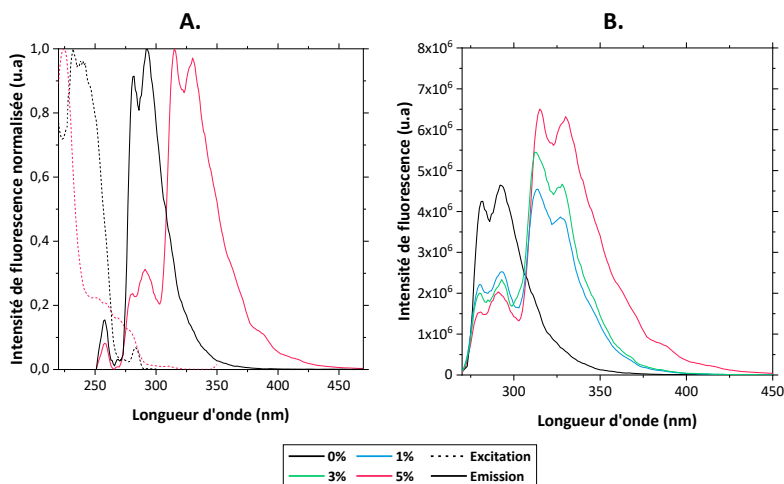 A.
B.
Intensité de fluorescence normalisée (u.a)
1,0
0,8
0,6
0,4
0,2
0,0
250 300 350 400 450
Longueur d'onde (nm)
Intensité de fluorescence (u.a)
8x10⁶
7x10⁶
6x10⁶
5x10⁶
4x10⁶
3x10⁶
2x10⁶
1x10⁶
0
300 350 400 450
Longueur d'onde (nm)
0% 1% Excitation
3% 5% Emission